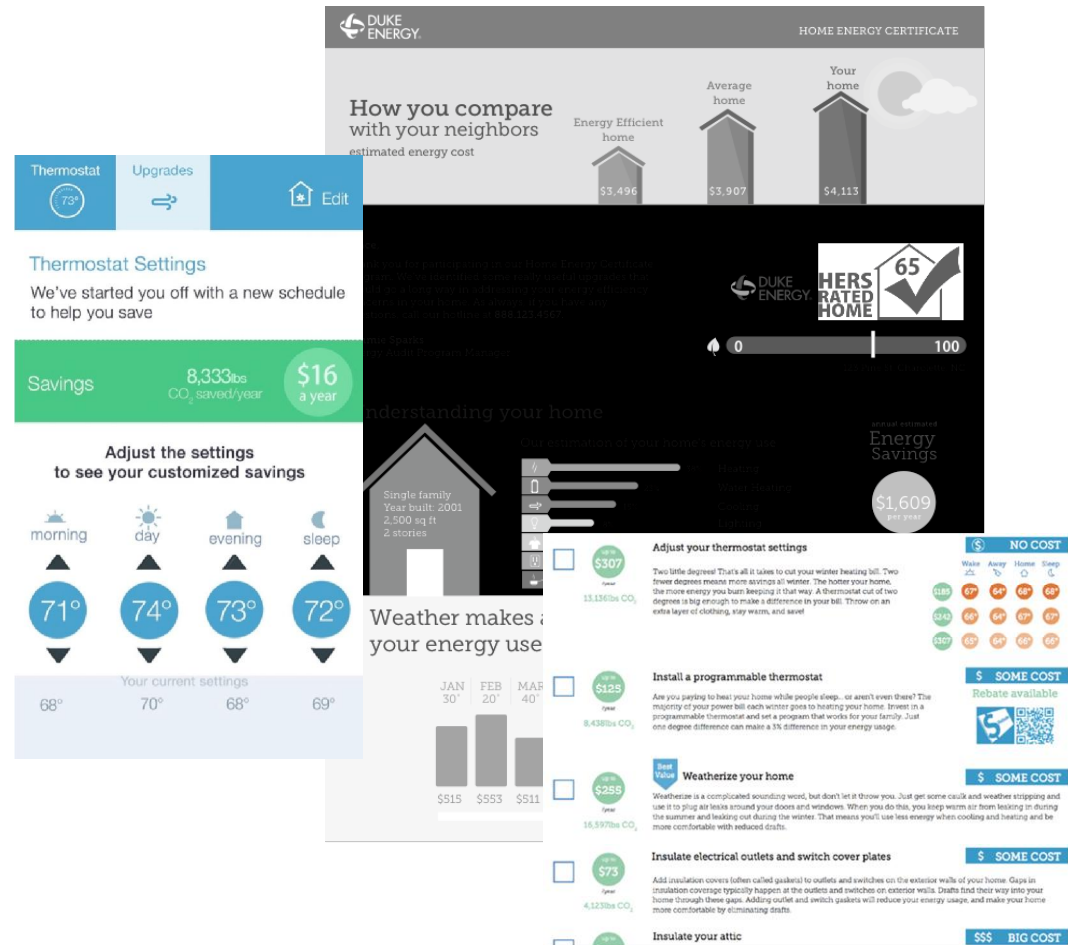 DUKE
ENERGY®
HOME ENERGY CERTIFICATE
How you compare
with your neighbors
estimated energy cost
Energy Efficient
home
$3,496
Average
home
$3,907
Your
home
$4,113
Thermostat
73°
Upgrades
Edit
Thermostat Settings
We've started you off with a new schedule
to help you save
Savings
8,333lbs
CO₂ saved/year
$16
a year
Adjust the settings
to see your customized savings
morning
day
evening
sleep
71°
74°
73°
72°
Your current settings
68°
70°
68°
69°
DUKE
ENERGY®
HERS
RATED
HOME
65
0
100
nderstanding your home
Our estimation of your home's energy use
Heating
Water Heating
Cooling
Lighting
Single family
Year built: 2001
2,500 sq ft
2 stories
annual estimated
Energy
Savings
$1,609
per year
Weather makes
your energy use
JAN
30°
FEB
20°
MAR
40°
$515
$553
$511
up to
$307
/year
13,136lbs CO₂
Adjust your thermostat settings
Two little degrees! That's all it takes to cut your winter heating bill. Two
fewer degrees means more savings all winter. The hotter your home,
the more energy you burn keeping it that way. A thermostat cut of two
degrees is big enough to make a difference in your bill. Throw on an
extra layer of clothing, stay warm, and save!
$ NO COST
Wake Away Home Sleep
$185 67° 64° 68° 68°
$242 66° 64° 67° 67°
$307 65° 64° 66° 66°
up to
$125
/year
8,438lbs CO₂
Install a programmable thermostat
Are you paying to heat your home while people sleep... or aren't even there? The
majority of your power bill each winter goes to heating your home. Invest in a
programmable thermostat and set a program that works for your family. Just
one degree difference can make a 3% difference in your energy usage.
$ SOME COST
Rebate available
up to
$255
/year
16,597lbs CO₂
Best
Value
Weatherize your home
Weatherize is a complicated sounding word, but don't let it throw you. Just get some caulk and weather stripping and
use it to plug air leaks around your doors and windows. When you do this, you keep warm air from leaking in during
the summer and leaking out during the winter. That means you'll use less energy when cooling and heating and be
more comfortable with reduced drafts.
$ SOME COST
up to
$73
/year
4,123lbs CO₂
Insulate electrical outlets and switch cover plates
Add insulation covers (often called gaskets) to outlets and switches on the exterior walls of your home. Gaps in
insulation coverage typically happen at the outlets and switches on exterior walls. Drafts find their way into your
home through these gaps. Adding outlet and switch gaskets will reduce your energy usage, and make your home
more comfortable by eliminating drafts.
$ SOME COST
up to
Insulate your attic
$$$ BIG COST